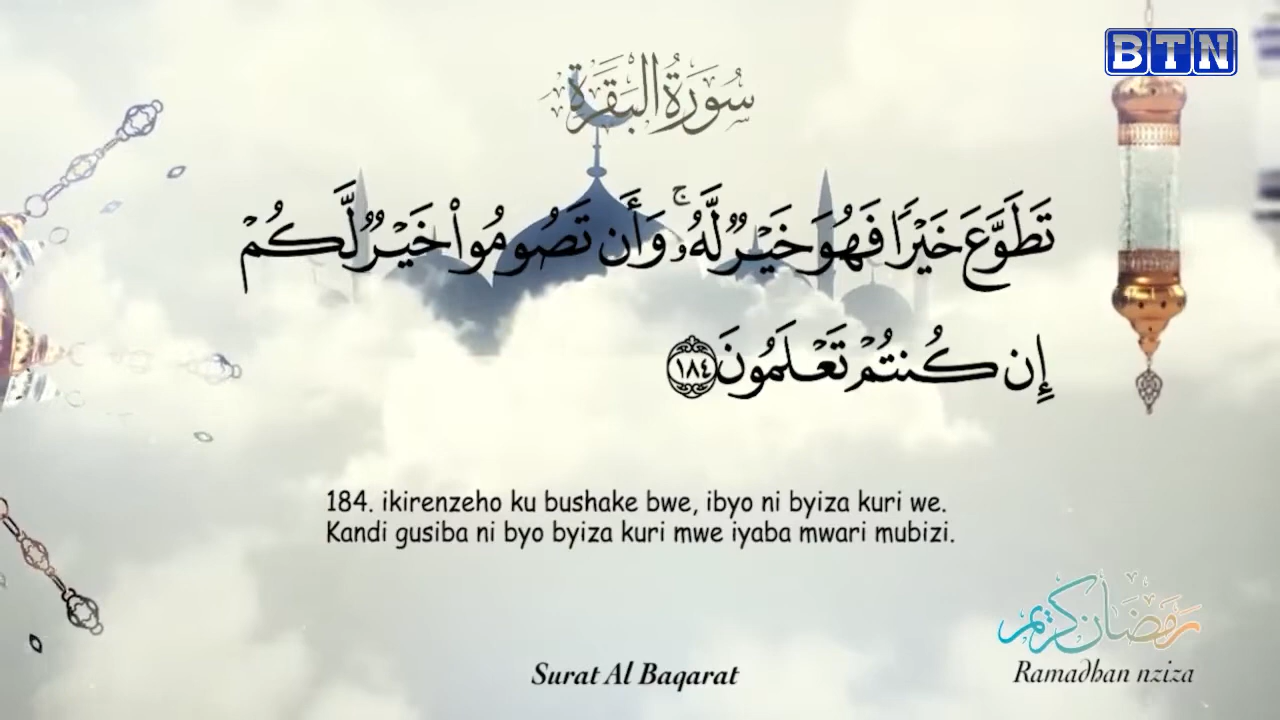 BTN
سُورَةُ الْبَقَرَةِ
تَطَوَّعَ خَيْرًا فَهُوَ خَيْرٌ لَّهُۥ ۚ وَأَن تَصُومُوا۟ خَيْرٌ لَّكُمْ
إِن كُنتُمْ تَعْلَمُونَ ١٨٤
184. ikirenzeho ku bushake bwe, ibyo ni byiza kuri we.
Kandi gusiba ni byo byiza kuri mwe iyaba mwari mubizi.
رمضان كريم
Ramadhan nziza
Surat Al Baqarat